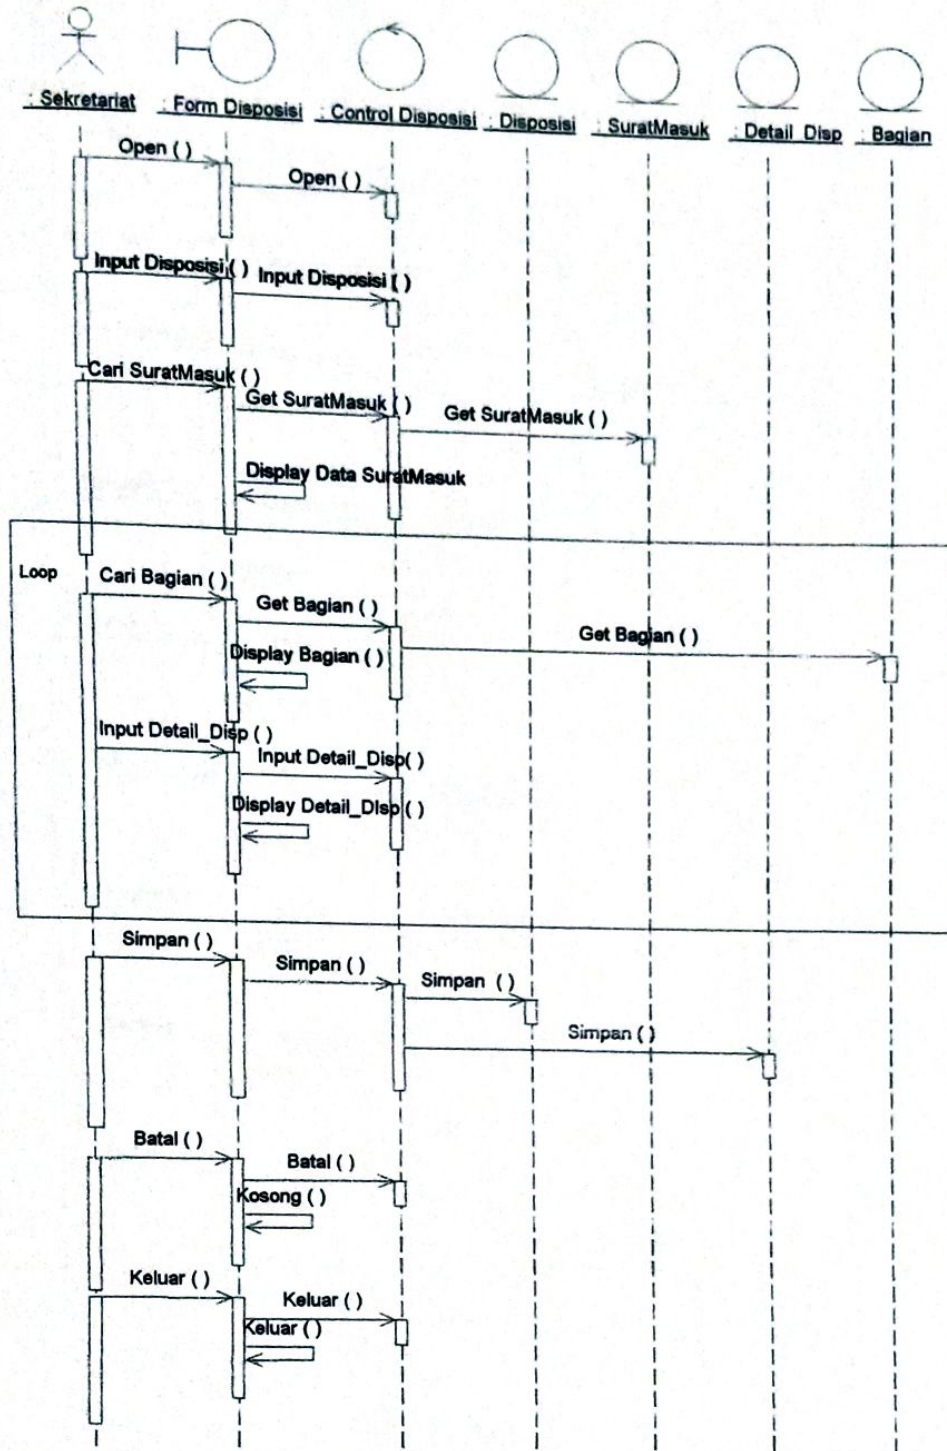 : Sekretariat
: Form Disposisi
: Control Disposisi
: Disposisi
: SuratMasuk
: Detail_Disp
: Bagian
Open ( )
Open ( )
Input Disposisi ( )
Input Disposisi ( )
Cari SuratMasuk ( )
Get SuratMasuk ( )
Get SuratMasuk ( )
Display Data SuratMasuk
Loop
Cari Bagian ( )
Get Bagian ( )
Get Bagian ( )
Display Bagian ( )
Input Detail_Disp ( )
Input Detail_Disp( )
Display Detail_Disp ( )
Simpan ( )
Simpan ( )
Simpan ( )
Simpan ( )
Batal ( )
Batal ( )
Kosong ( )
Keluar ( )
Keluar ( )
Keluar ( )